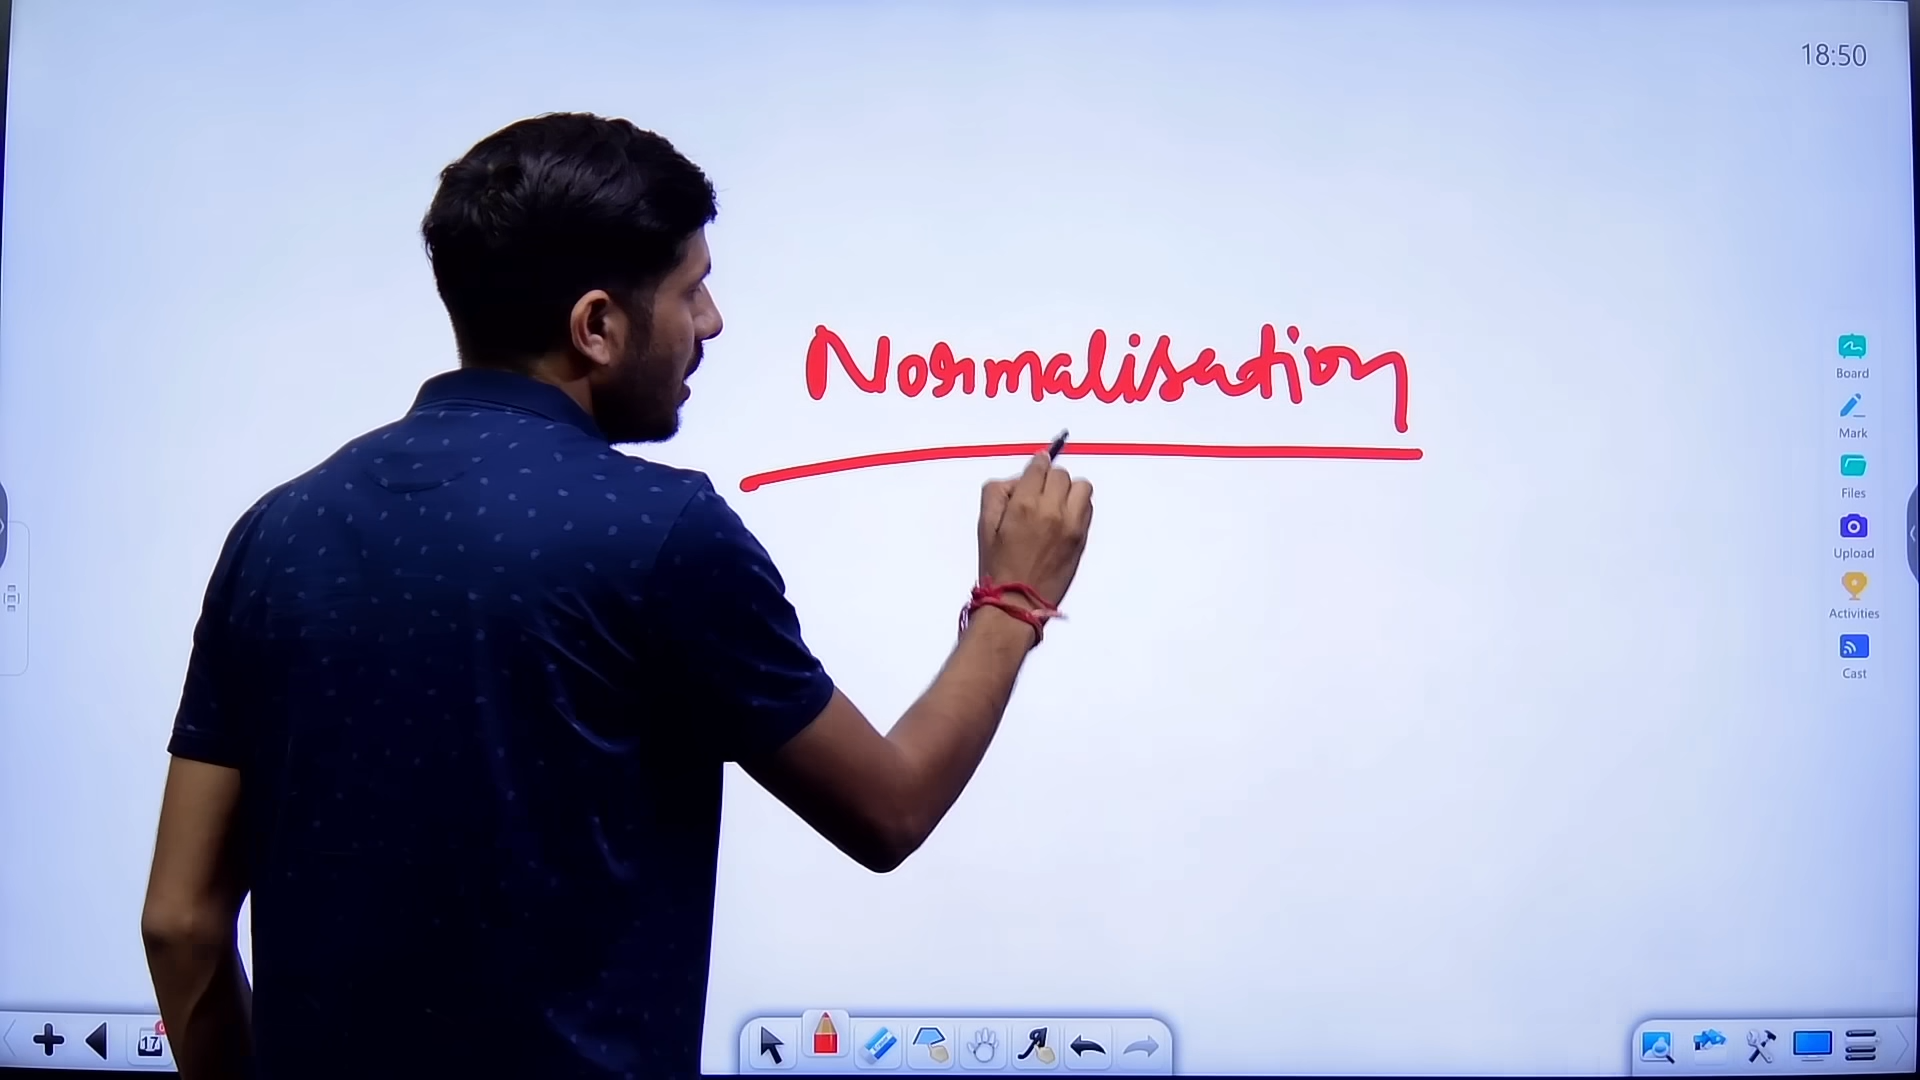 18:50
Normalisation
Board
Mark
Files
Upload
Activities
Cast
17